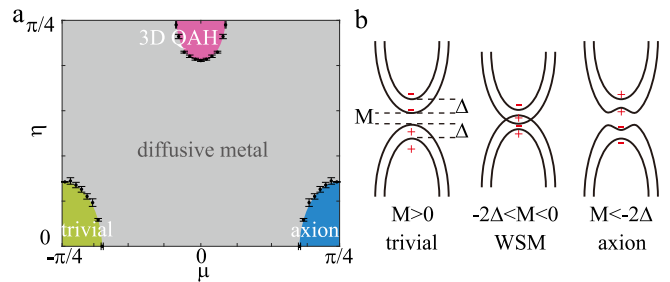 a
π/4
3D QAH
η
diffusive metal
trivial
axion
0
-π/4
0
π/4
μ
b
-
-
+
+
M
Δ
Δ
-
+
-
+
+
+
-
-
M>0
-2Δ<M<0
M<-2Δ
trivial
WSM
axion